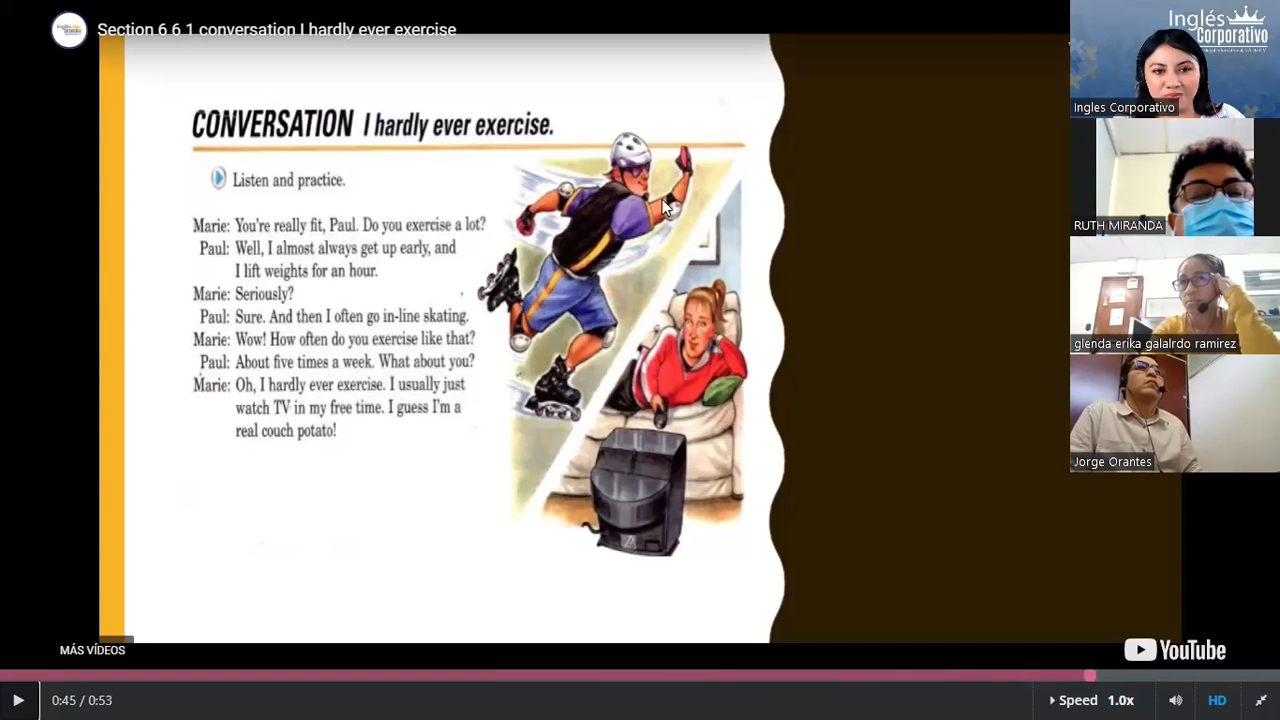 Section 6 6 1 conversation I hardly ever exercise
CONVERSATION I hardly ever exercise.
Listen and practice.
Marie: You're really fit, Paul. Do you exercise a lot?
Paul: Well, I almost always get up early, and
I lift weights for an hour.
Marie: Seriously?
Paul: Sure. And then I often go in-line skating.
Marie: Wow! How often do you exercise like that?
Paul: About five times a week. What about you?
Marie: Oh, I hardly ever exercise. I usually just
watch TV in my free time. I guess I'm a
real couch potato!
Inglés
Corporativo
Ingles Corporativo
RUTH MIRANDA
glenda erika galalrdo ramirez
Jorge Orantes
MÁS VÍDEOS
YouTube
0:45 / 0:53
Speed 1.0x
HD